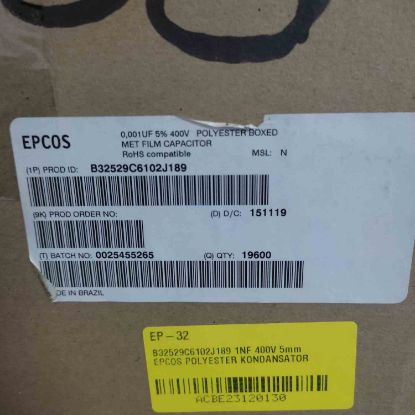 EPCOS
0,001UF 5% 400V POLYESTER BOXED
MET FILM CAPACITOR
RoHS compatible MSL: N
(1P) PROD ID: B32529C6102J189
(9K) PROD ORDER NO: (D) D/C: 151119
(T) BATCH NO: 0025455265 (Q) QTY: 19600
DE IN BRAZIL
EP-32
B32529C6102J189 1NF 400V 5mm
EPCOS POLYESTER KONDANSATOR
ACBE23120130